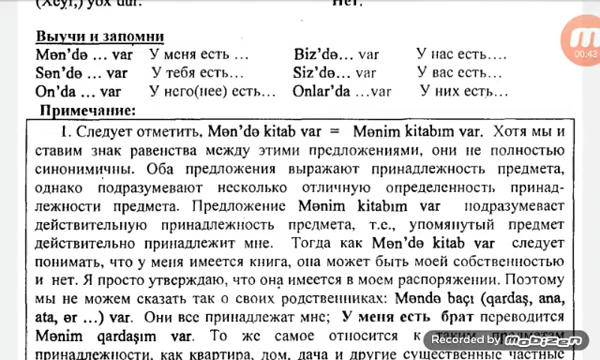 (Xeyr,) yox dur. Нет.
Выучи и запомни
Mən'də ... var У меня есть ... Biz'də... var У нас есть....
Sən'də ... var У тебя есть... Siz'də... var У вас есть...
On'da ... var У него(нее) есть... Onlar'da ...var У них есть...
Примечание:
1. Следует отметить, Mən'də kitab var = Mənim kitabım var. Хотя мы и
ставим знак равенства между этими предложениями, они не полностью
синонимичны. Оба предложения выражают принадлежность предмета,
однако подразумевают несколько отличную определенность принад-
лежности предмета. Предложение Mənim kitabım var подразумевает
действительную принадлежность предмета, т.е., упомянутый предмет
действительно принадлежит мне. Тогда как Mən'də kitab var следует
понимать, что у меня имеется книга, она может быть моей собственностью
и нет. Я просто утверждаю, что она имеется в моем распоряжении. Поэтому
мы не можем сказать так о своих родственниках: Məndə baçı (qardaş, ana,
ata, ər ...) var. Они все принадлежат мне; У меня есть брат переводится
Mənim qardaşım var. То же самое относится к таким предметам
принадлежности, как квартира, дом, дача и другие существенные частные
00:42
Recorded by mobizen